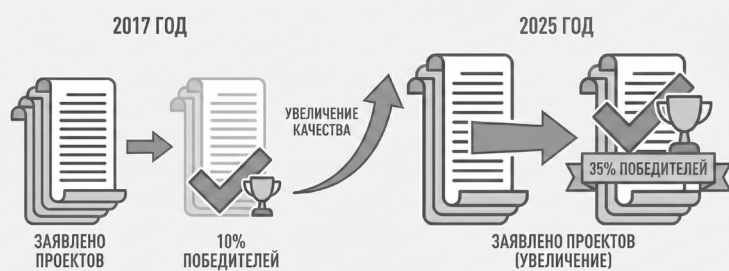 2017 ГОД
ЗАЯВЛЕНО
ПРОЕКТОВ
10%
ПОБЕДИТЕЛЕЙ
УВЕЛИЧЕНИЕ
КАЧЕСТВА
2025 ГОД
35% ПОБЕДИТЕЛЕЙ
ЗАЯВЛЕНО ПРОЕКТОВ
(УВЕЛИЧЕНИЕ)